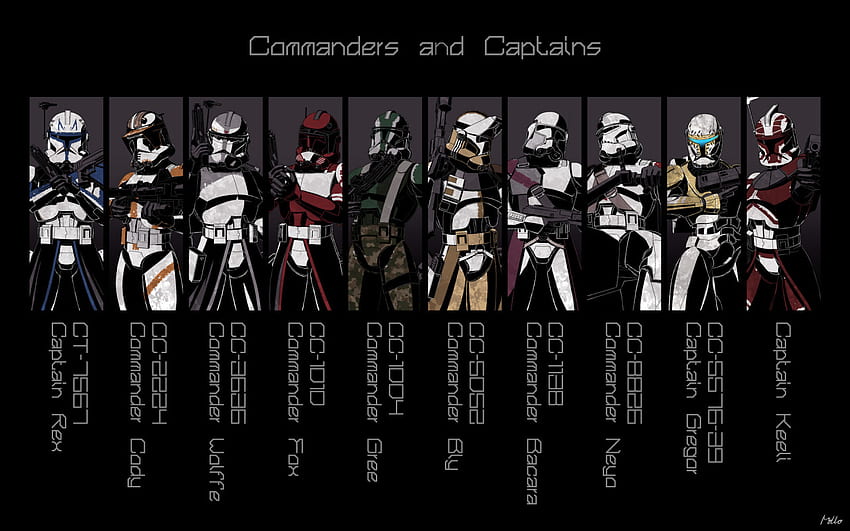 Commanders and Captains
CT-7567
Captain Rex
CC-2224
Commander Cody
CC-3636
Commander Wolffe
CC-1010
Commander Fox
CC-1004
Commander Gree
CC-5052
Commander Bly
CC-1138
Commander Bacara
CC-8826
Commander Neyo
CC-5576-39
Captain Gregor
Captain Keeli